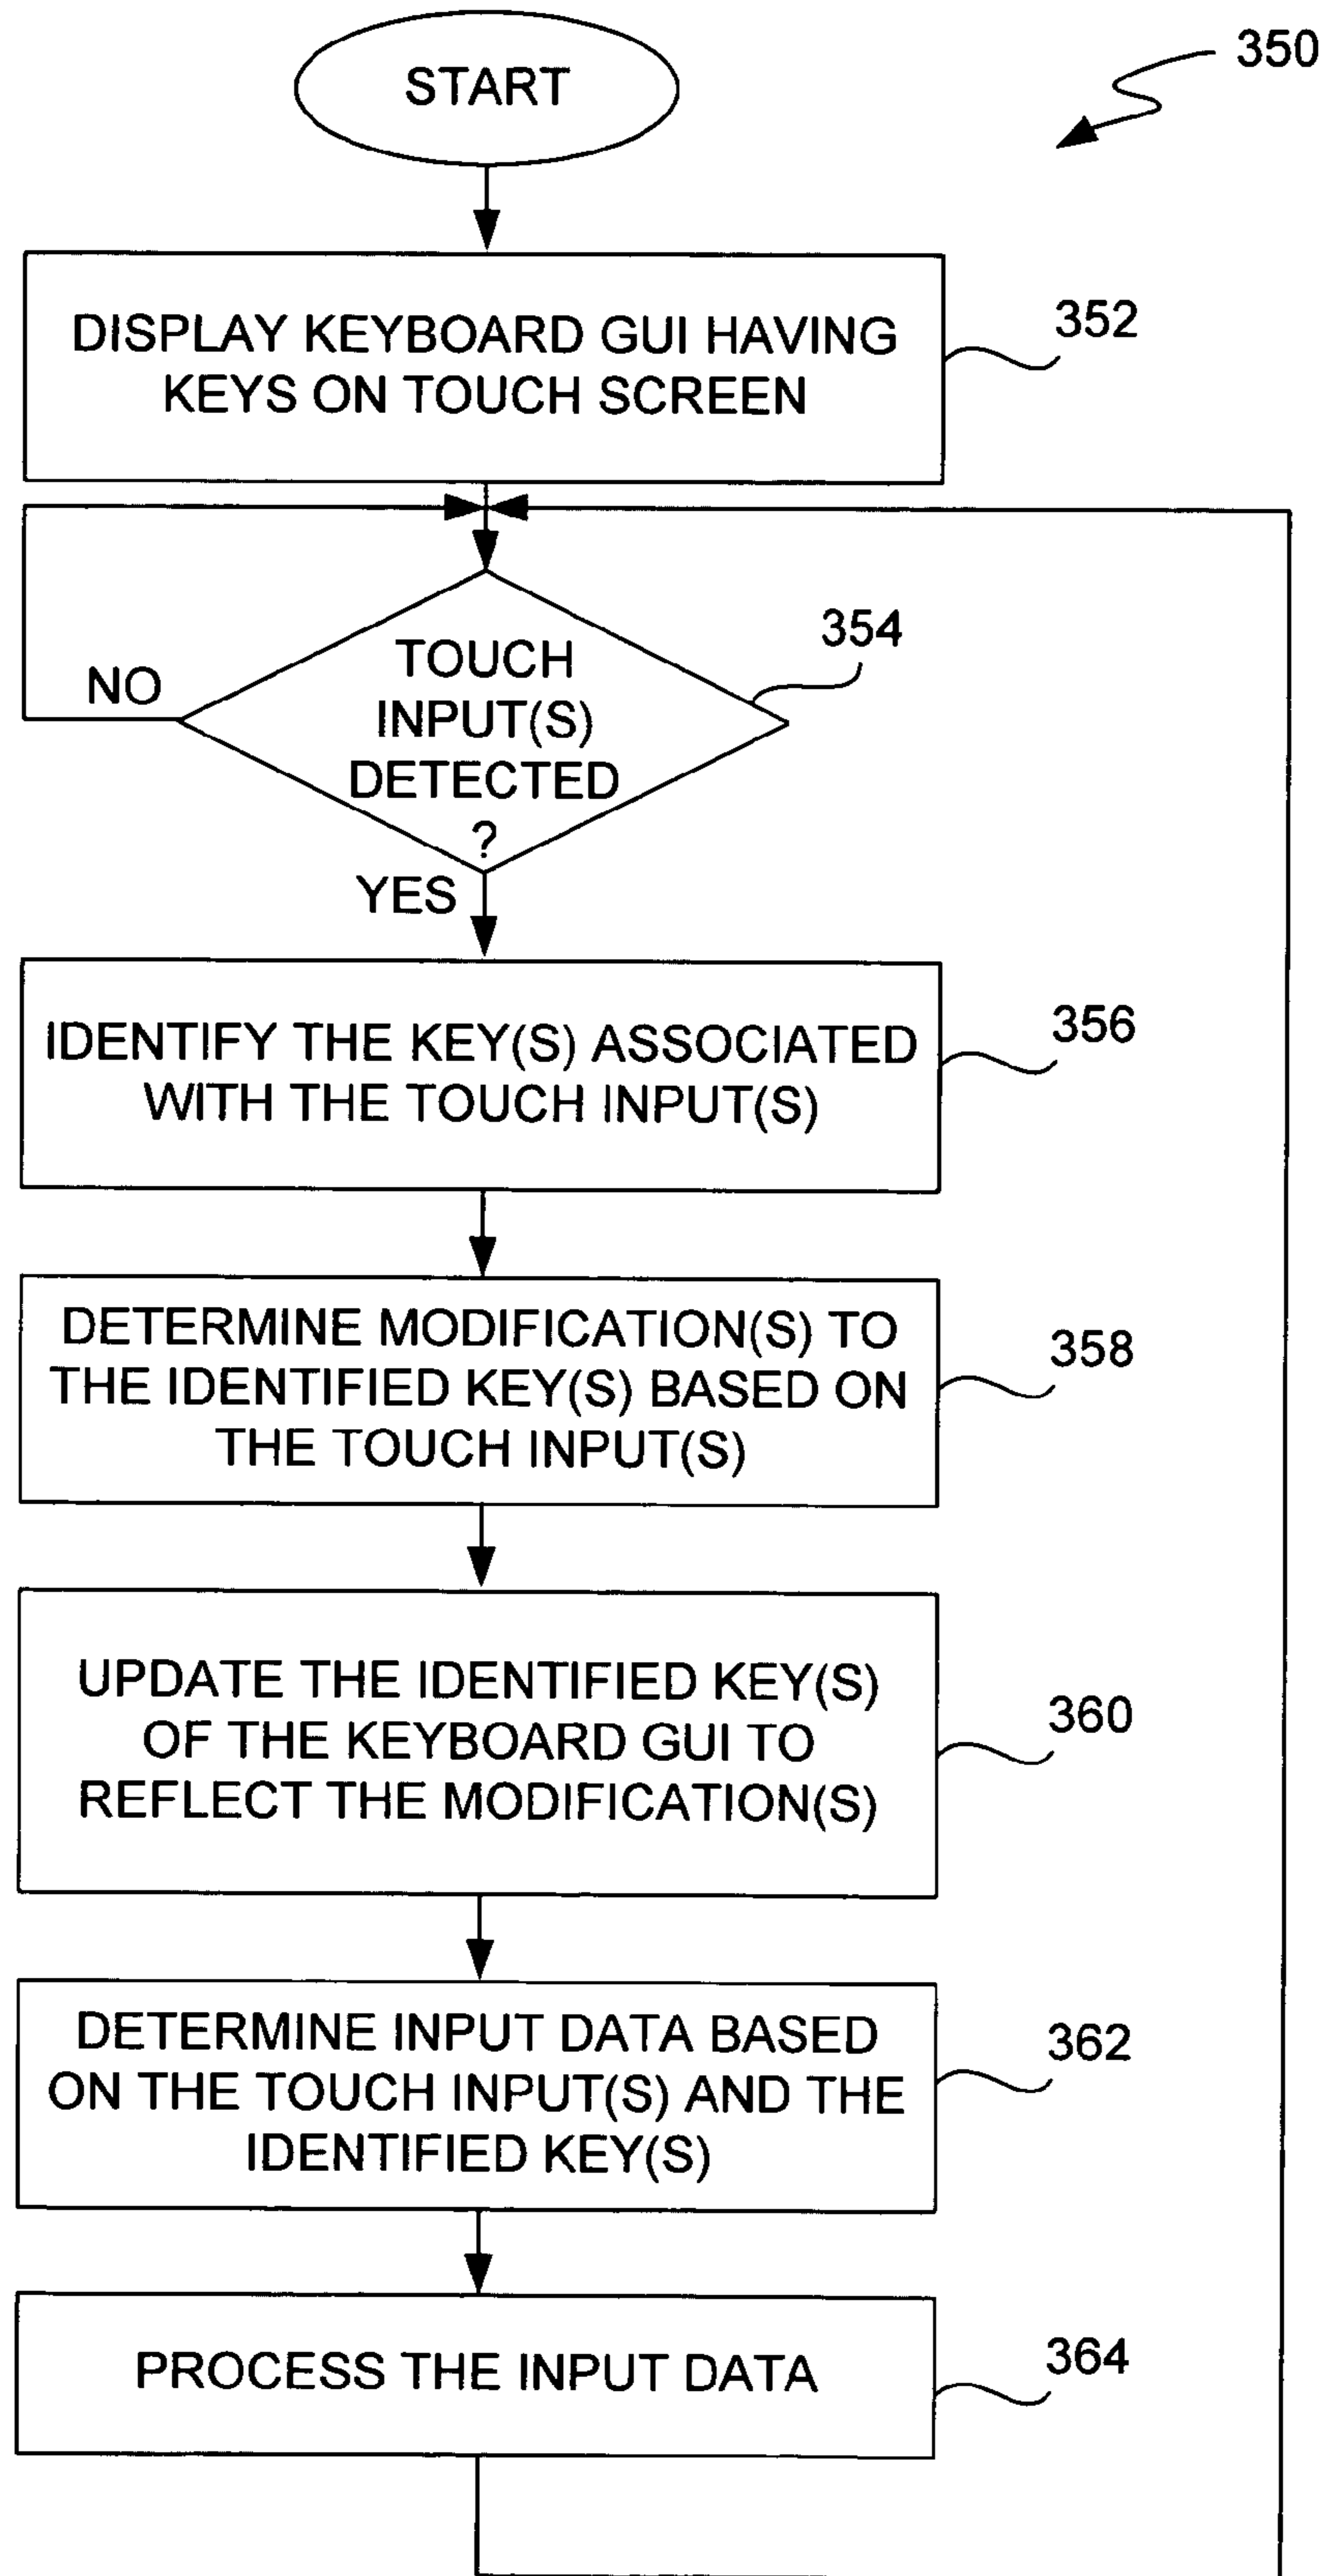 START
350
DISPLAY KEYBOARD GUI HAVING
KEYS ON TOUCH SCREEN
352
TOUCH
INPUT(S)
DETECTED
?
354
NO
YES
IDENTIFY THE KEY(S) ASSOCIATED
WITH THE TOUCH INPUT(S)
356
DETERMINE MODIFICATION(S) TO
THE IDENTIFIED KEY(S) BASED ON
THE TOUCH INPUT(S)
358
UPDATE THE IDENTIFIED KEY(S)
OF THE KEYBOARD GUI TO
REFLECT THE MODIFICATION(S)
360
DETERMINE INPUT DATA BASED
ON THE TOUCH INPUT(S) AND THE
IDENTIFIED KEY(S)
362
PROCESS THE INPUT DATA
364